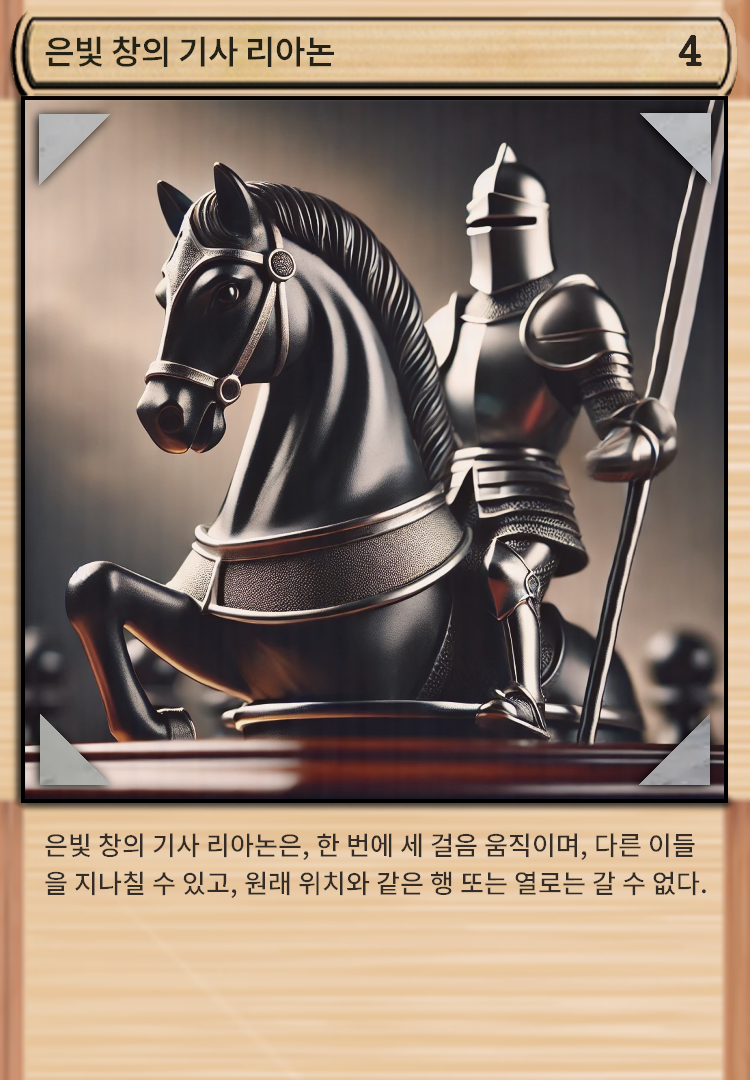 은빛 창의 기사 리아논
4
은빛 창의 기사 리아논은, 한 번에 세 걸음 움직이며, 다른 이들
을 지나칠 수 있고, 원래 위치와 같은 행 또는 열로는 갈 수 없다.